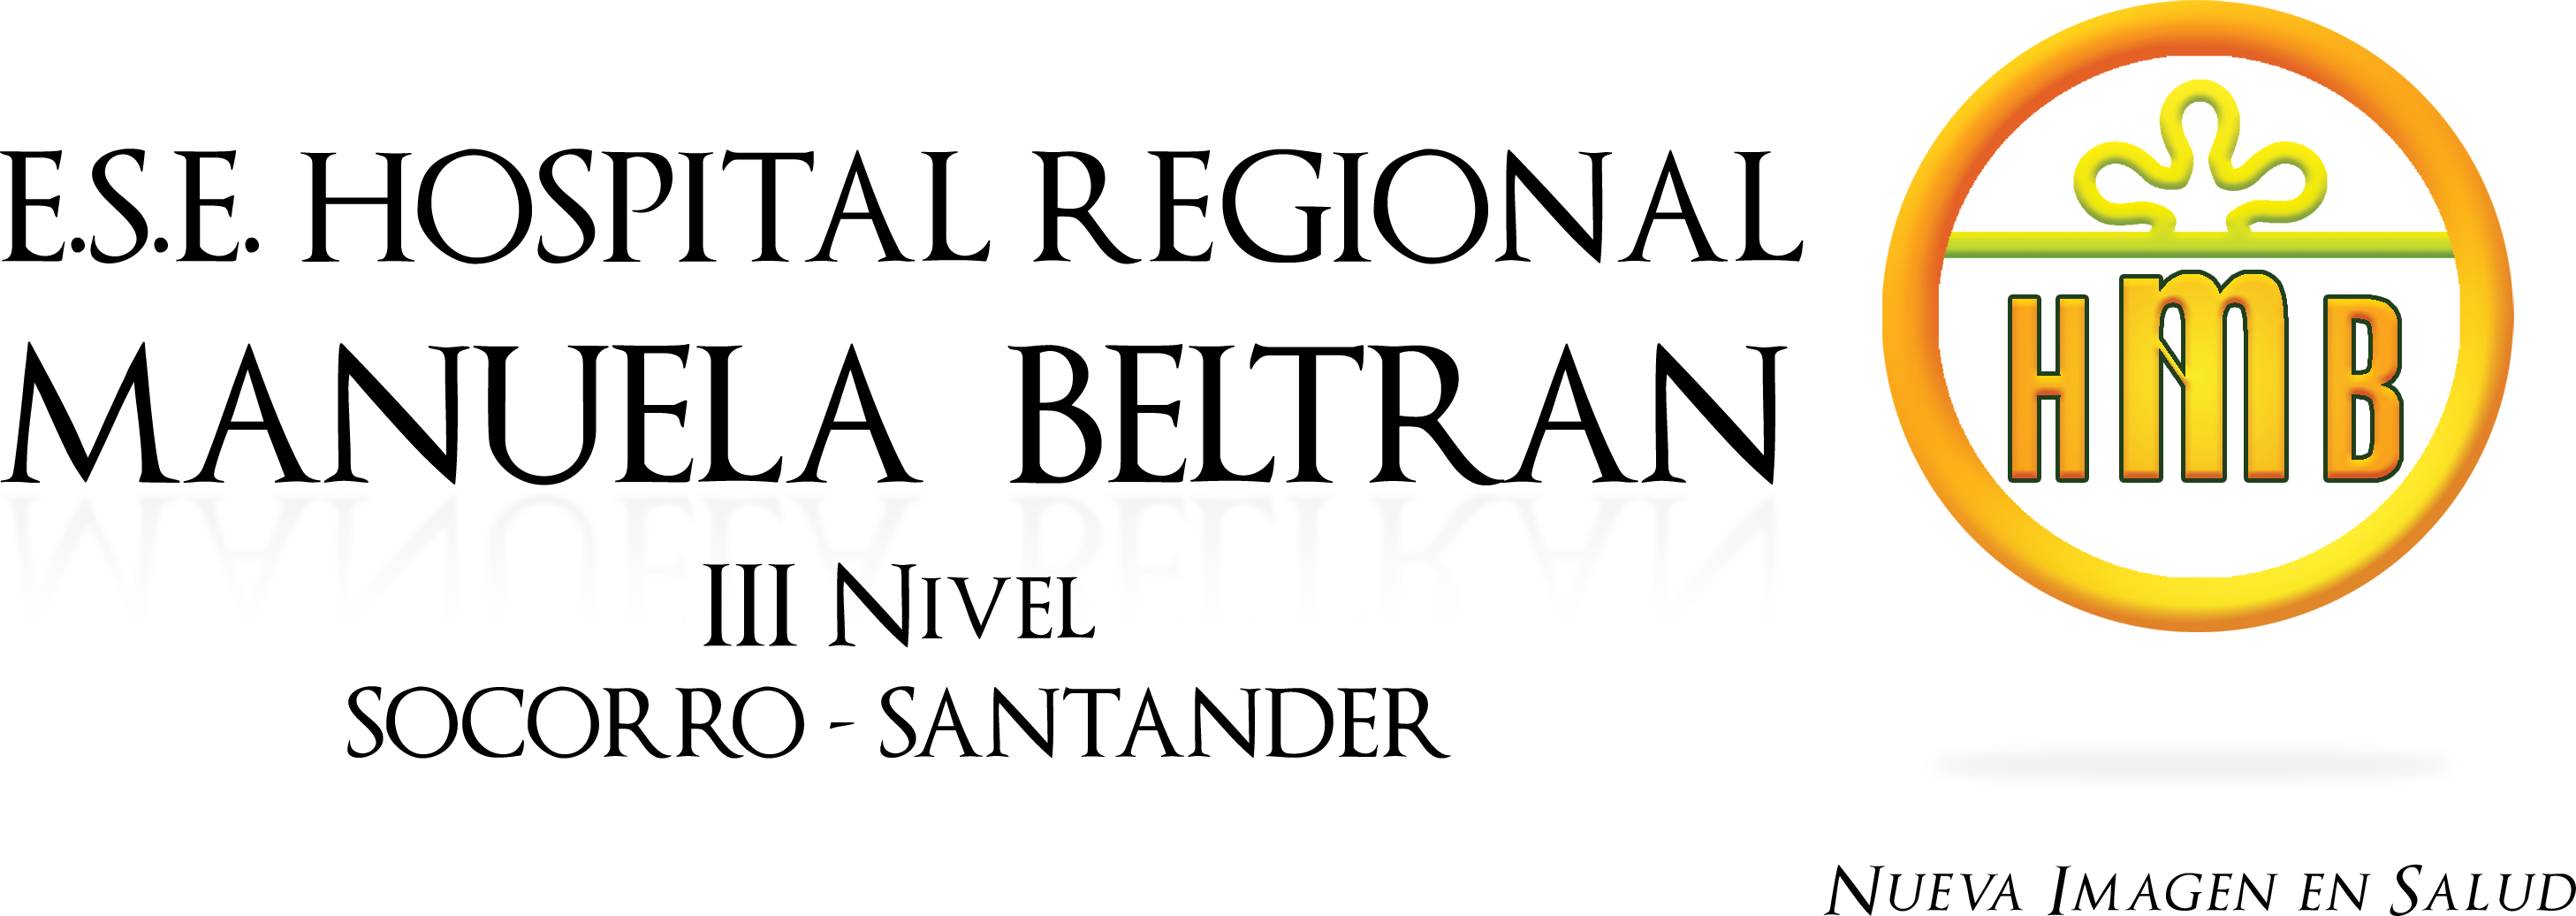 E.S.E. HOSPITAL REGIONAL
MANUELA BELTRAN
III NIVEL
SOCORRO - SANTANDER
HMB
NUEVA IMAGEN EN SALUD